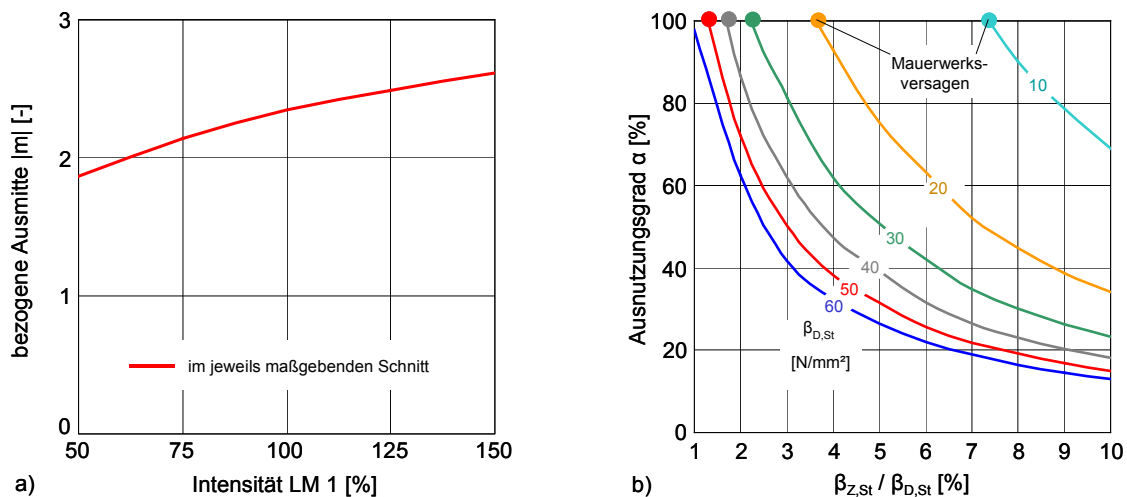 3
2
1
0
bezogene Ausmitte |m| [-]
im jeweils maßgebenden Schnitt
50 75 100 125 150
Intensität LM 1 [%]
a)
100
80
60
40
20
0
Ausnutzungsgrad α [%]
Mauerwerks-
versagen
10
20
30
40
50
60
β_D,St
[N/mm²]
1 2 3 4 5 6 7 8 9 10
β_Z,St / β_D,St [%]
b)